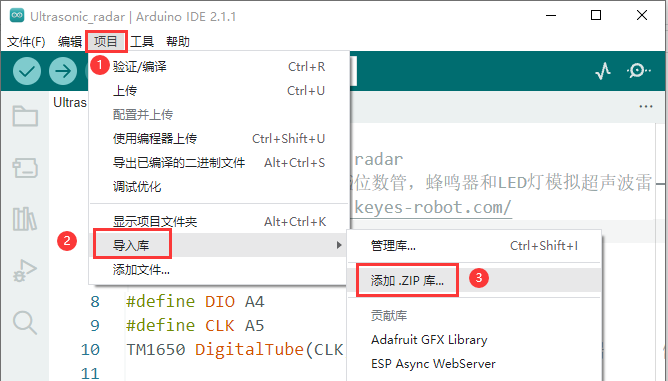 Ultrasonic_radar | Arduino IDE 2.1.1
文件(F) 编辑 项目 工具 帮助
1
验证/编译 Ctrl+R
上传 Ctrl+U
Ultras
配置并上传
使用编程器上传 Ctrl+Shift+U
导出已编译的二进制文件 Alt+Ctrl+S
radar
调试优化
位数管，蜂鸣器和LED灯模拟超声波雷
显示项目文件夹 Alt+Ctrl+K
keyes-robot.com/
2
导入库
管理库... Ctrl+Shift+I
添加文件...
添加 .ZIP 库...
3
8 #define DIO A4
贡献库
9 #define CLK A5
Adafruit GFX Library
10 TM1650 DigitalTube(CLK
ESP Async WebServer